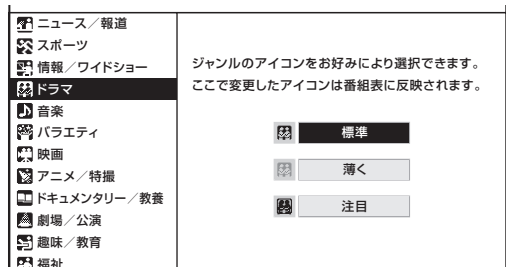 ニュース／報道
スポーツ
情報／ワイドショー
ドラマ
音楽
バラエティ
映画
アニメ／特撮
ドキュメンタリー／教養
劇場／公演
趣味／教育
福祉
ジャンルのアイコンをお好みにより選択できます。
ここで変更したアイコンは番組表に反映されます。
標準
薄く
注目